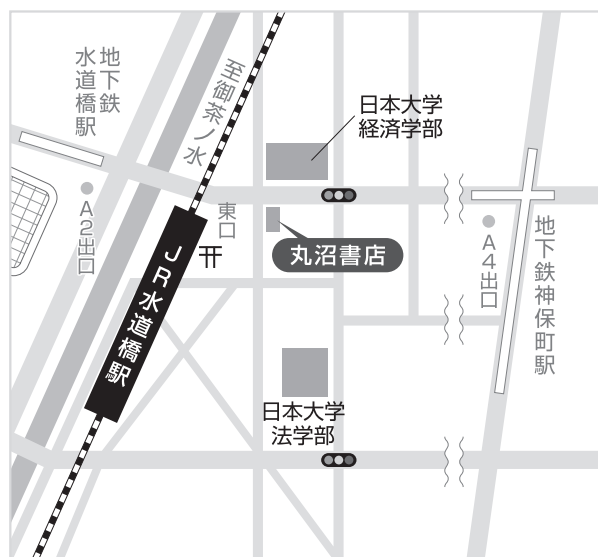 地下鉄
水道橋駅
至御茶ノ水
日本大学
経済学部
東口
A2出口
JR水道橋駅
丸沼書店
A4出口
地下鉄神保町駅
日本大学
法学部